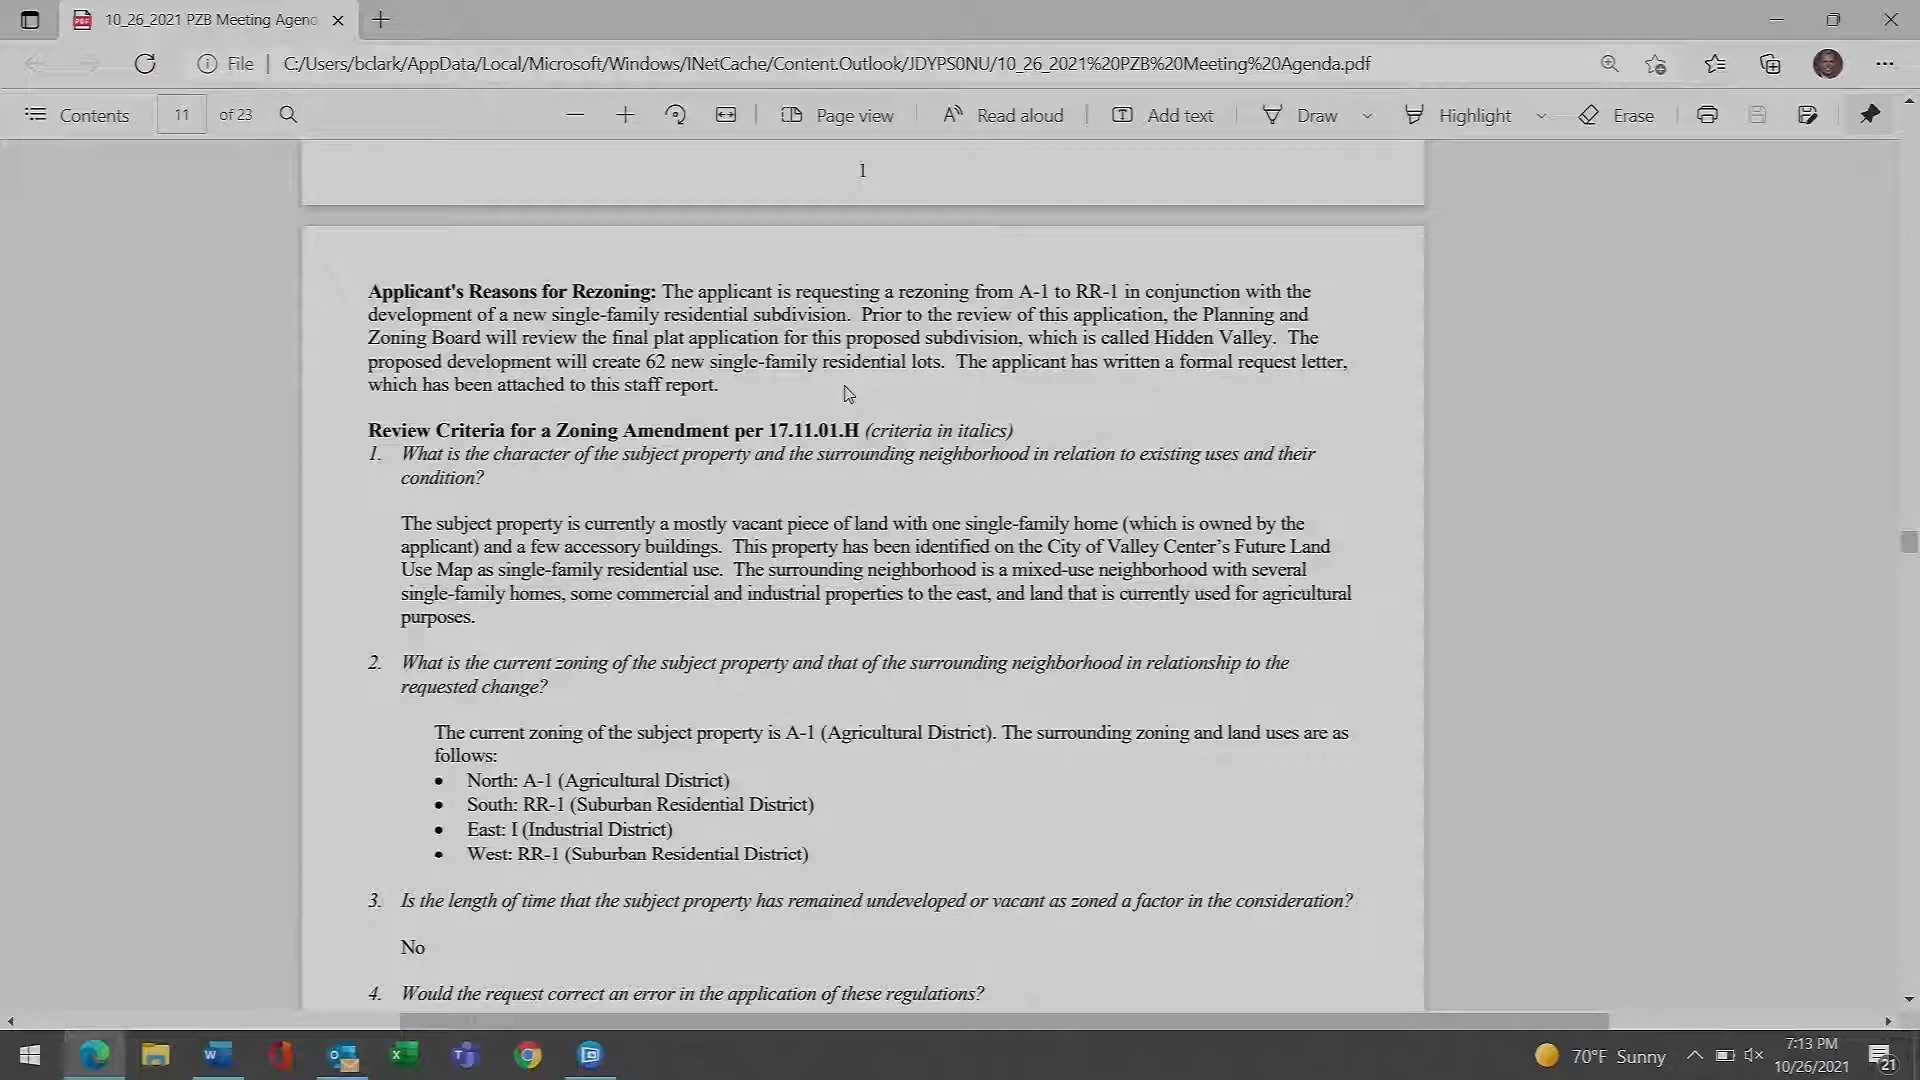 10_26_2021 PZB Meeting Agend
File
C:/Users/bclark/AppData/Local/Microsoft/Windows/INetCache/Content.Outlook/JDYPS0NU/10_26_2021%20PZB%20Meeting%20Agenda.pdf
Contents
11
of 23
Page view
Read aloud
Add text
Draw
Highlight
Erase
1
Applicant's Reasons for Rezoning: The applicant is requesting a rezoning from A-1 to RR-1 in conjunction with the
development of a new single-family residential subdivision. Prior to the review of this application, the Planning and
Zoning Board will review the final plat application for this proposed subdivision, which is called Hidden Valley. The
proposed development will create 62 new single-family residential lots. The applicant has written a formal request letter,
which has been attached to this staff report.
Review Criteria for a Zoning Amendment per 17.11.01.H (criteria in italics)
1. What is the character of the subject property and the surrounding neighborhood in relation to existing uses and their
condition?
The subject property is currently a mostly vacant piece of land with one single-family home (which is owned by the
applicant) and a few accessory buildings. This property has been identified on the City of Valley Center's Future Land
Use Map as single-family residential use. The surrounding neighborhood is a mixed-use neighborhood with several
single-family homes, some commercial and industrial properties to the east, and land that is currently used for agricultural
purposes.
2. What is the current zoning of the subject property and that of the surrounding neighborhood in relationship to the
requested change?
The current zoning of the subject property is A-1 (Agricultural District). The surrounding zoning and land uses are as
follows:
• North: A-1 (Agricultural District)
• South: RR-1 (Suburban Residential District)
• East: I (Industrial District)
• West: RR-1 (Suburban Residential District)
3. Is the length of time that the subject property has remained undeveloped or vacant as zoned a factor in the consideration?
No
4. Would the request correct an error in the application of these regulations?
70°F Sunny
7:13 PM
10/26/2021
21